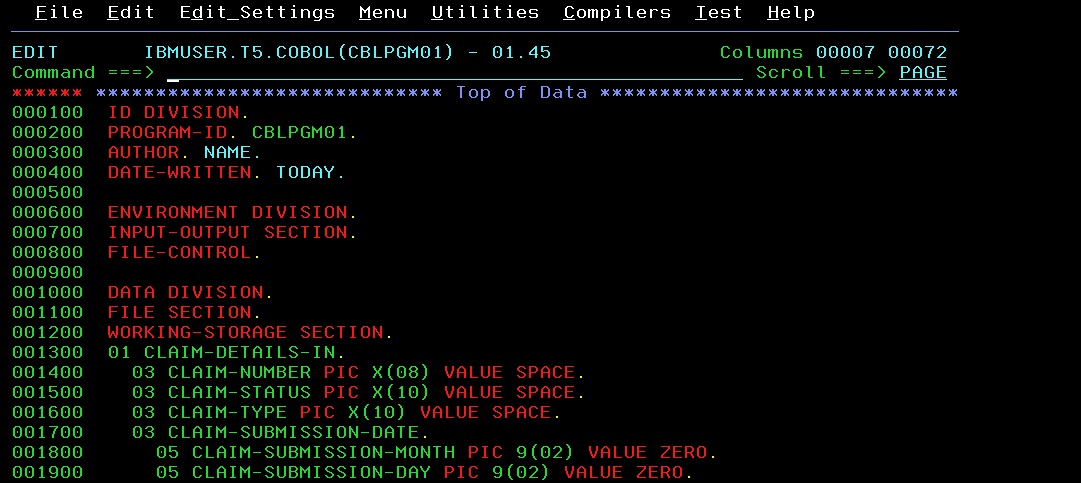 File  Edit  Edit_Settings  Menu  Utilities  Compilers  Test  Help
EDIT       IBMUSER.T5.COBOL(CBLPGM01) - 01.45              Columns 00007 00072
Command ===>                                                  Scroll ===> PAGE
****** ***************************** Top of Data ******************************
000100  ID DIVISION.
000200  PROGRAM-ID. CBLPGM01.
000300  AUTHOR. NAME.
000400  DATE-WRITTEN. TODAY.
000500
000600  ENVIRONMENT DIVISION.
000700  INPUT-OUTPUT SECTION.
000800  FILE-CONTROL.
000900
001000  DATA DIVISION.
001100  FILE SECTION.
001200  WORKING-STORAGE SECTION.
001300  01 CLAIM-DETAILS-IN.
001400    03 CLAIM-NUMBER PIC X(08) VALUE SPACE.
001500    03 CLAIM-STATUS PIC X(10) VALUE SPACE.
001600    03 CLAIM-TYPE PIC X(10) VALUE SPACE.
001700    03 CLAIM-SUBMISSION-DATE.
001800      05 CLAIM-SUBMISSION-MONTH PIC 9(02) VALUE ZERO.
001900      05 CLAIM-SUBMISSION-DAY PIC 9(02) VALUE ZERO.